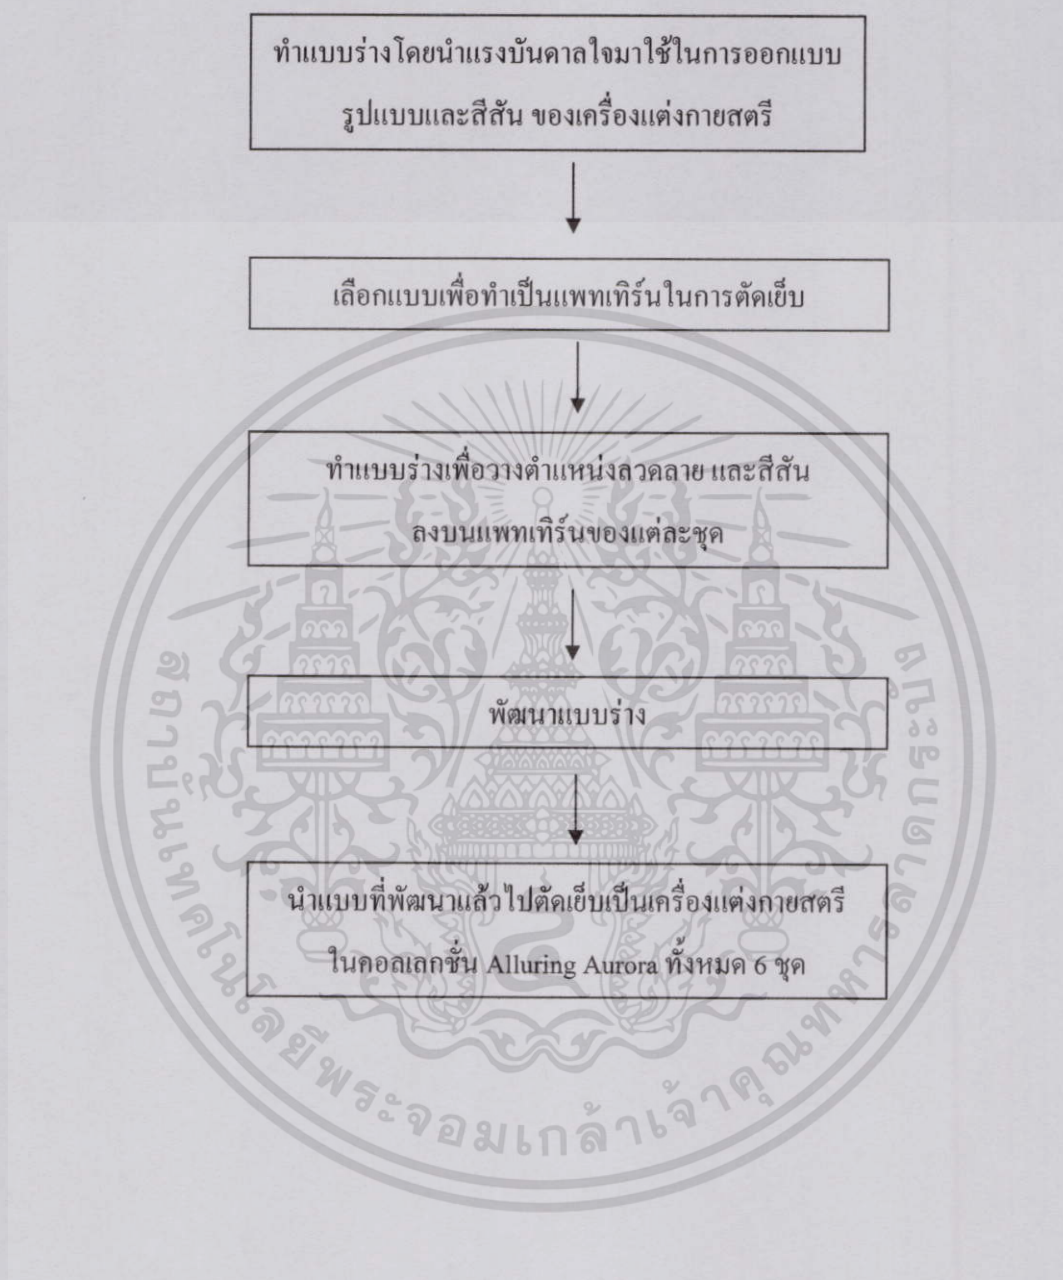 ทำแบบร่างโดยนำแรงบันดาลใจมาใช้ในการออกแบบ
รูปแบบและสีสัน ของเครื่องแต่งกายสตรี
เลือกแบบเพื่อทำเป็นแพทเทิร์นในการตัดเย็บ
ทำแบบร่างเพื่อวางตำแหน่งลวดลาย และสีสัน
ลงบนแพทเทิร์นของแต่ละชุด
พัฒนาแบบร่าง
นำแบบที่พัฒนาแล้วไปตัดเย็บเป็นเครื่องแต่งกายสตรี
ในคอลเลกชั่น Alluring Aurora ทั้งหมด 6 ชุด
สถาบันเทคโนโลยีพระจอมเกล้าเจ้าคุณทหารลาดกระบัง